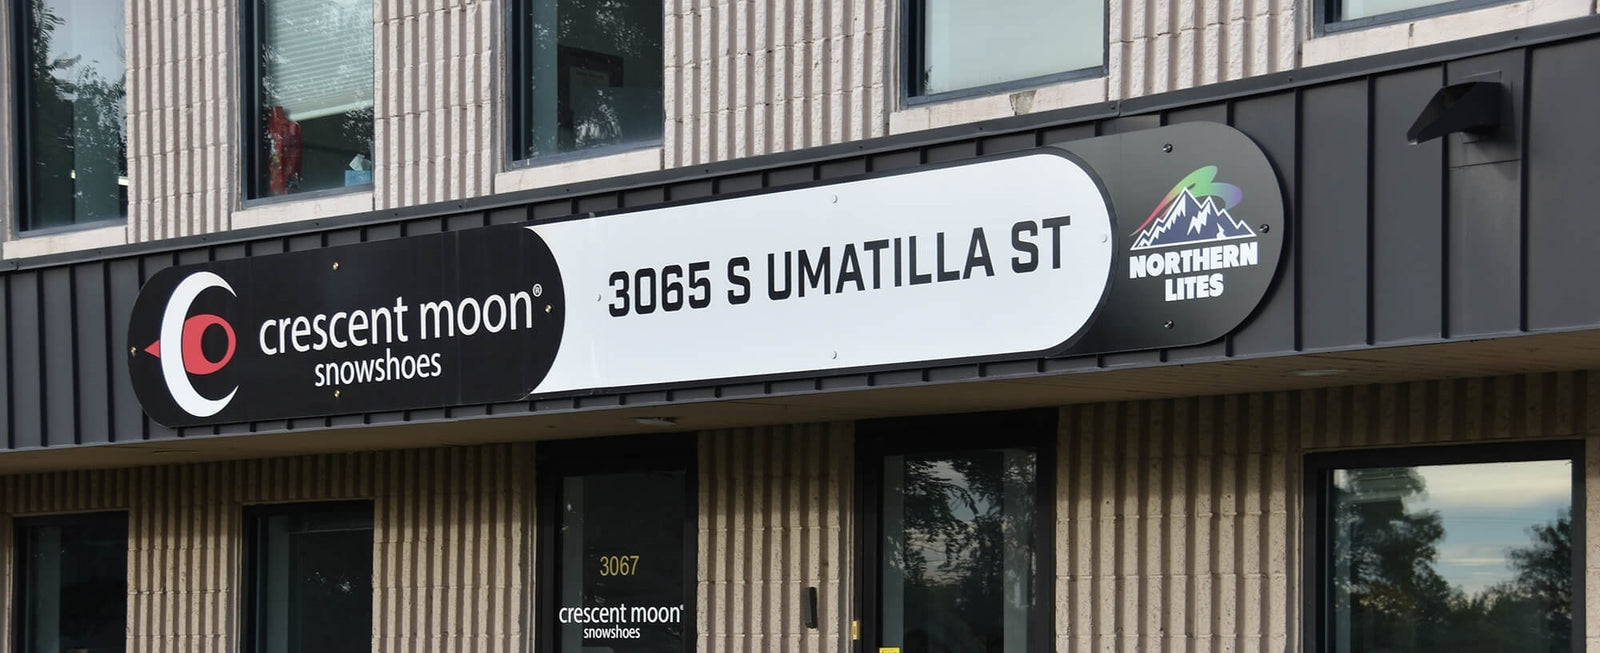 crescent moon®
snowshoes
3065 S UMATILLA ST
NORTHERN
LITES
3067
crescent moon®
snowshoes